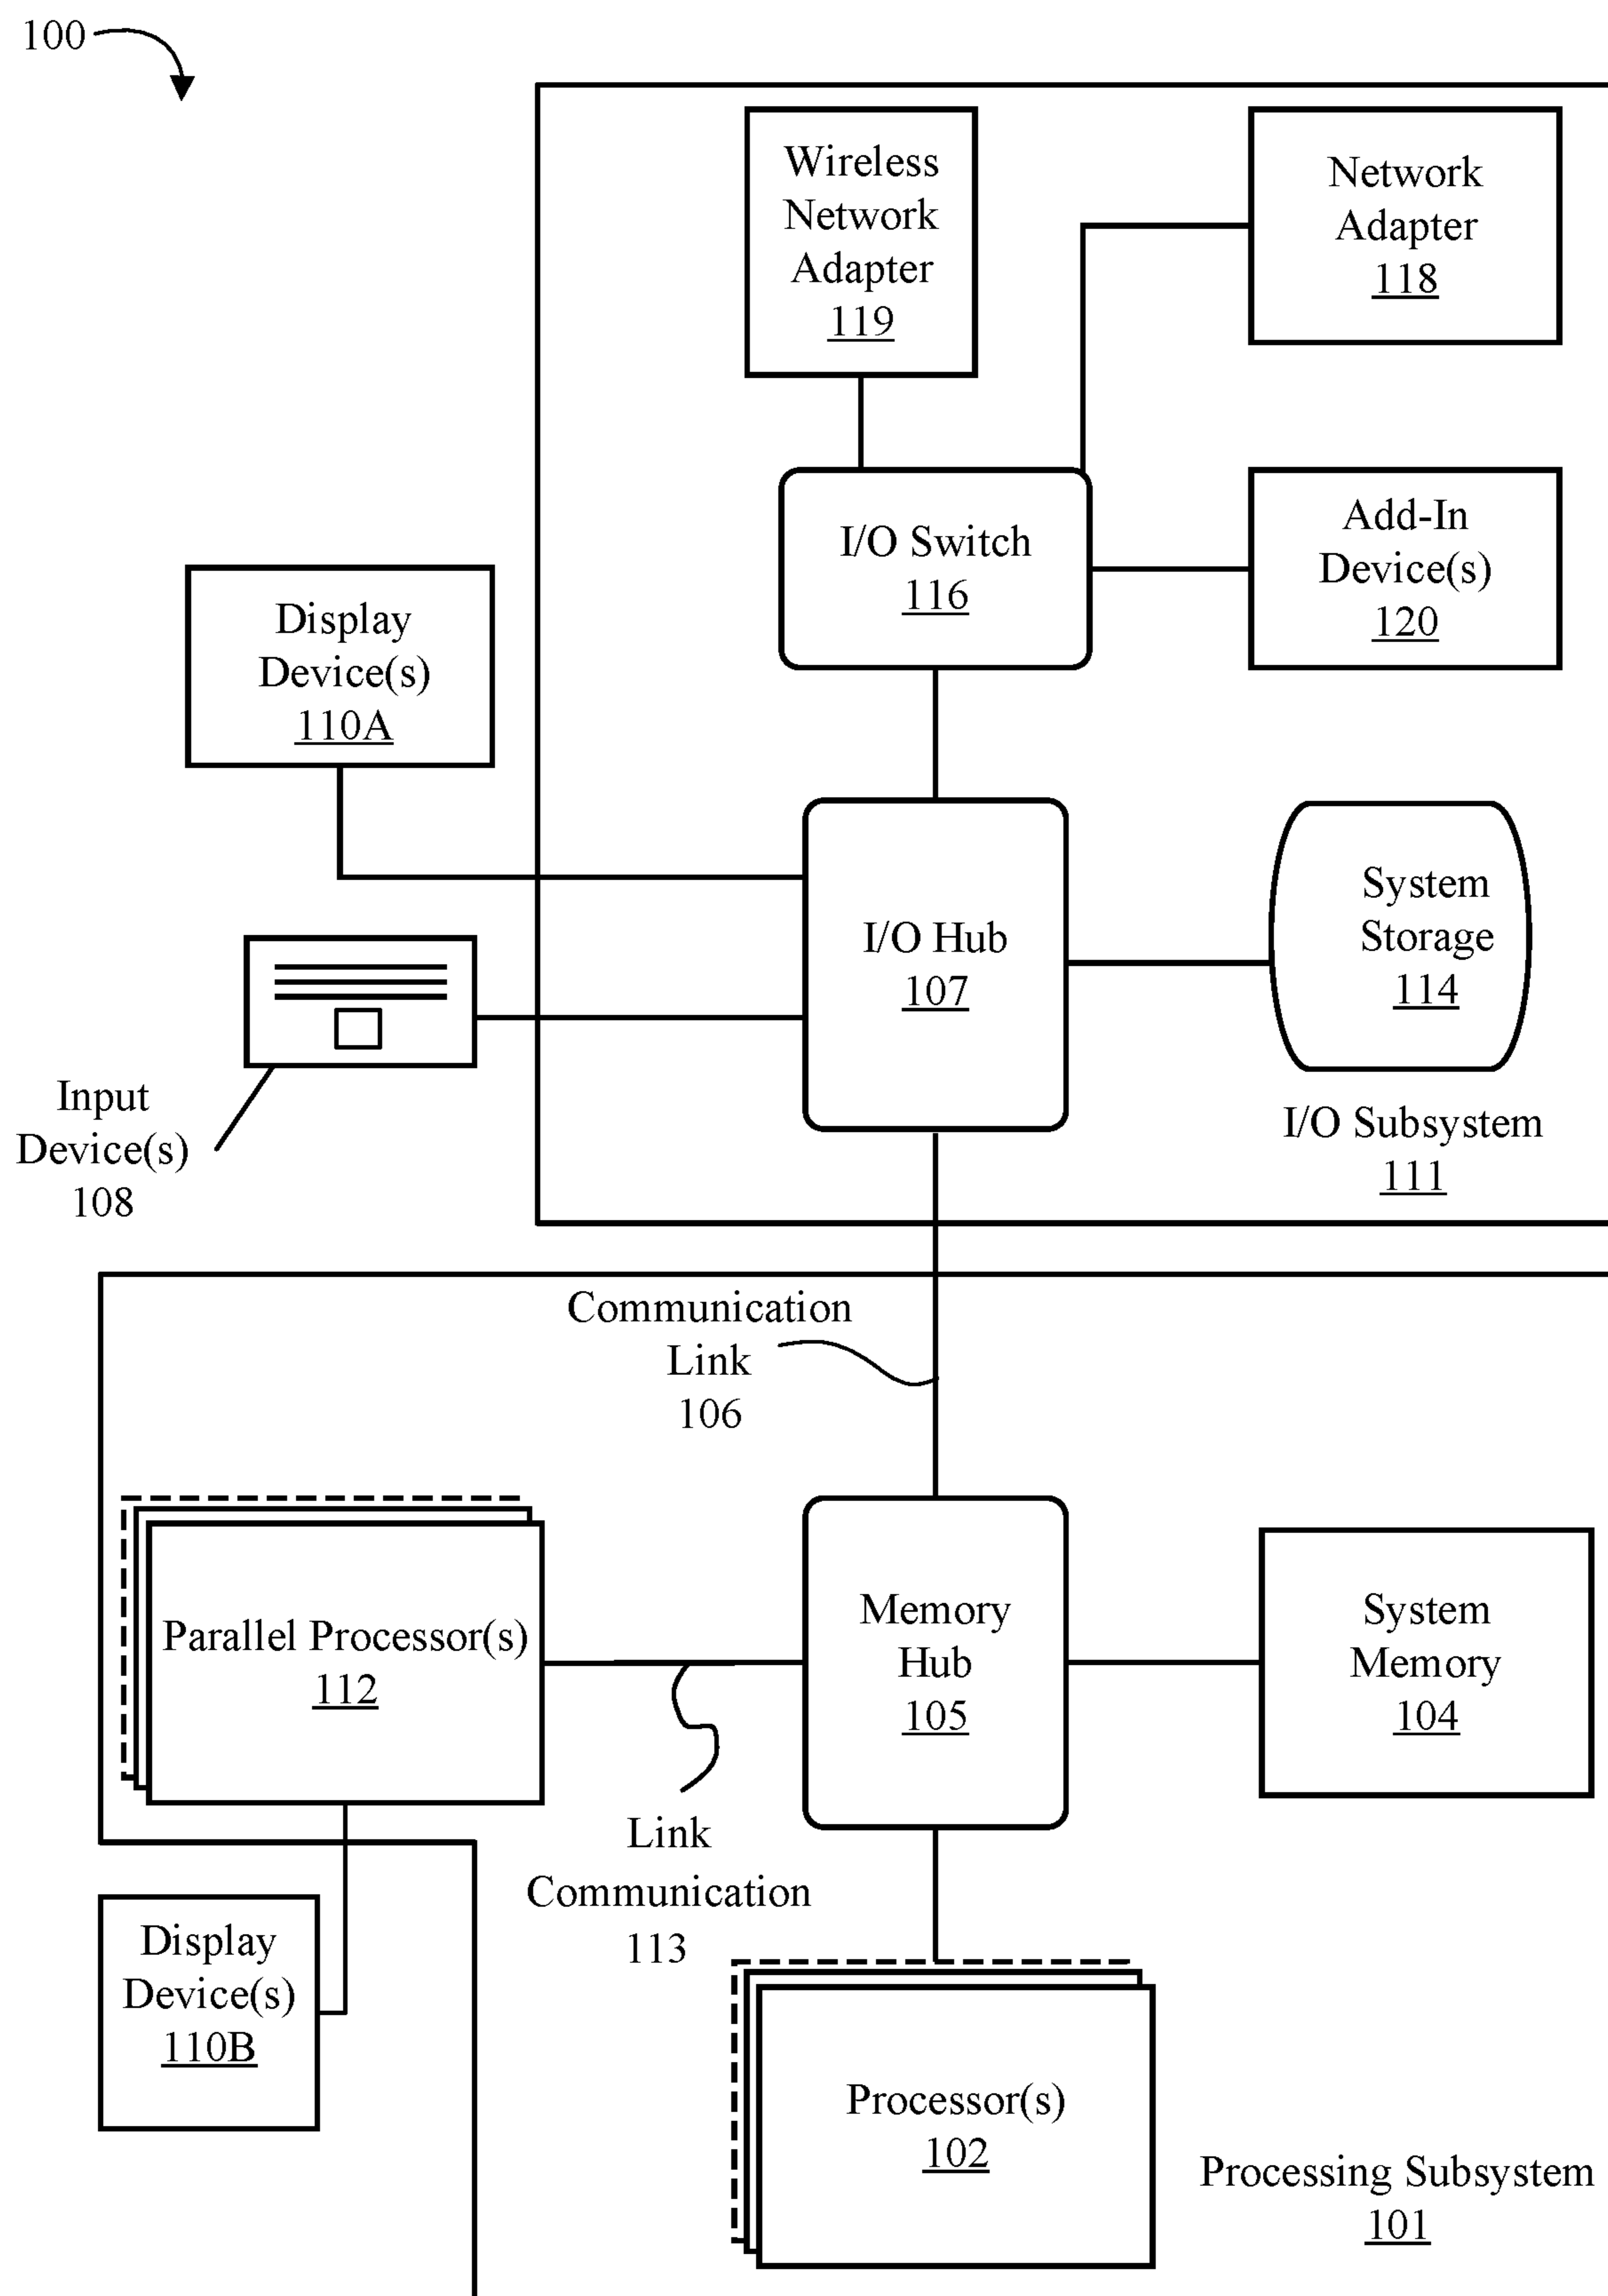 100
Wireless
Network
Adapter
119
Network
Adapter
118
I/O Switch
116
Add-In
Device(s)
120
Display
Device(s)
110A
I/O Hub
107
System
Storage
114
Input
Device(s)
108
I/O Subsystem
111
Communication
Link
106
Parallel Processor(s)
112
Memory
Hub
105
System
Memory
104
Link
Communication
113
Display
Device(s)
110B
Processor(s)
102
Processing Subsystem
101